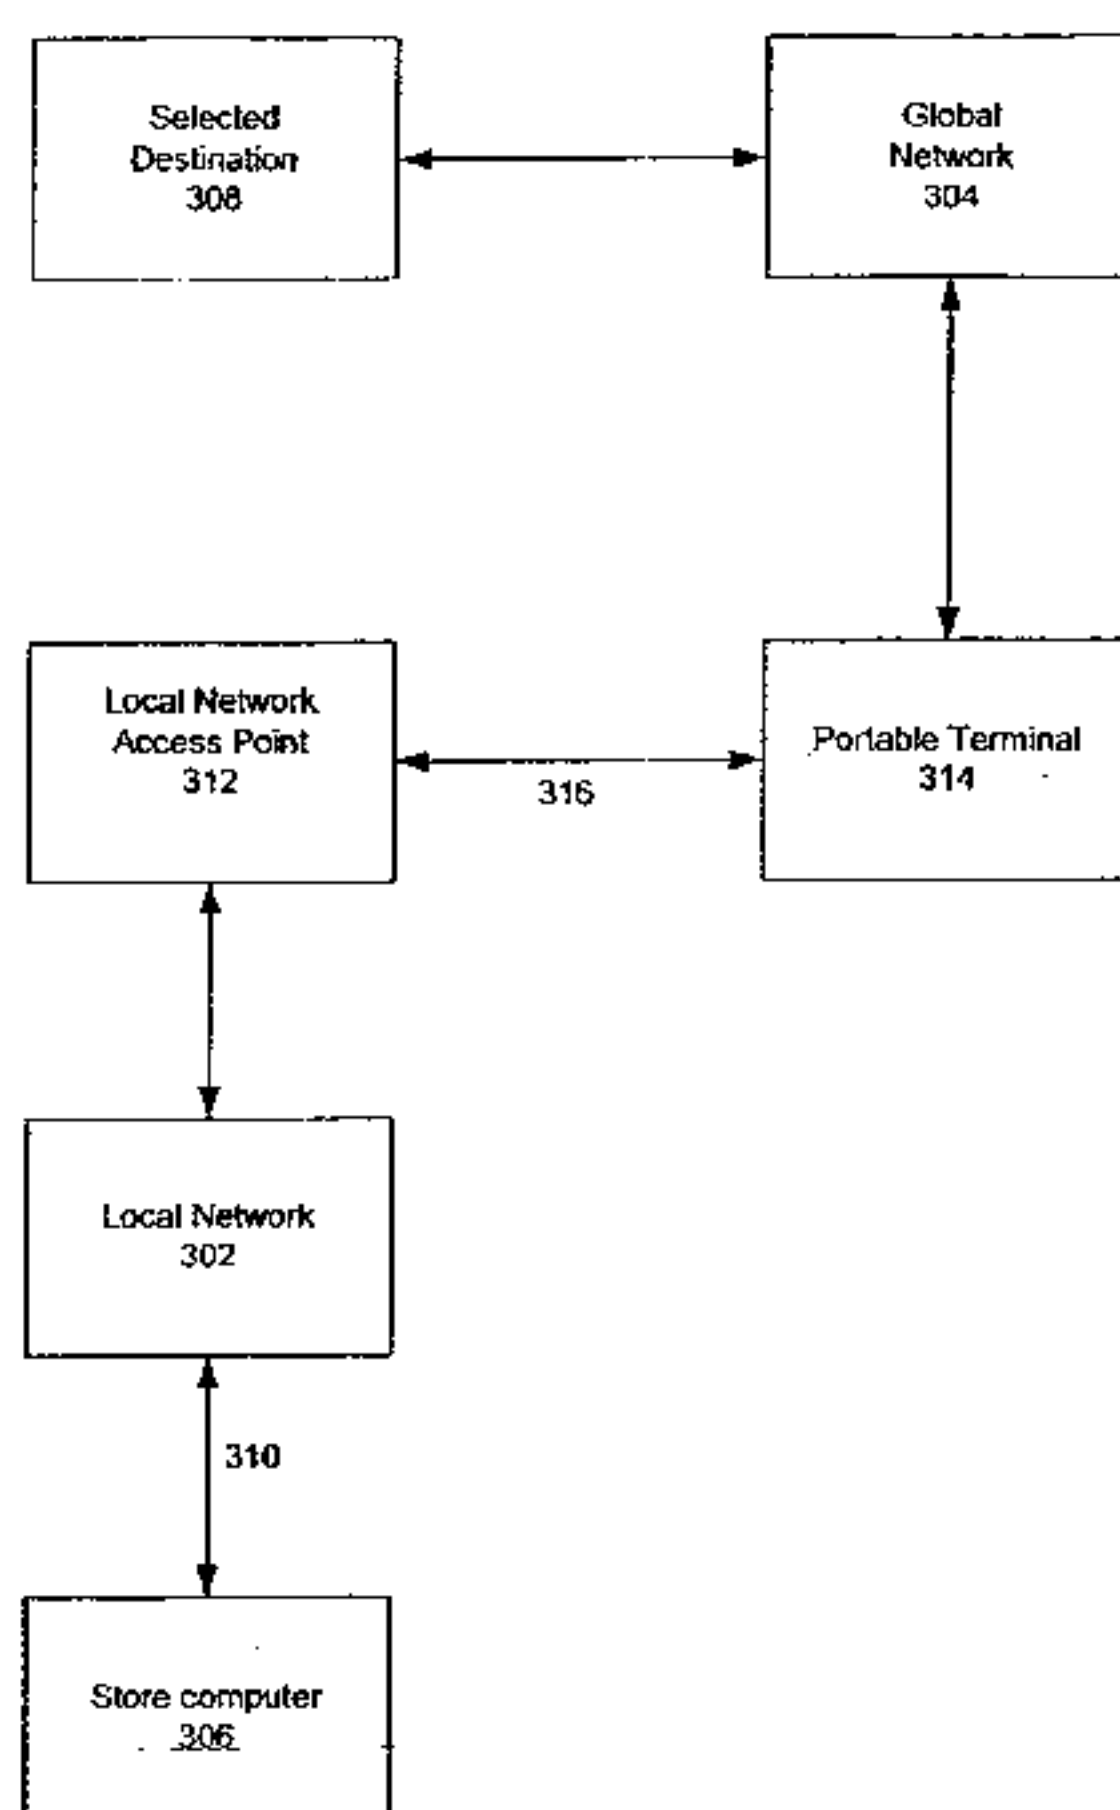 Selected
Destination
308
Global
Network
304
Local Network
Access Point
312
316
Portable Terminal
314
Local Network
302
310
Store computer
306